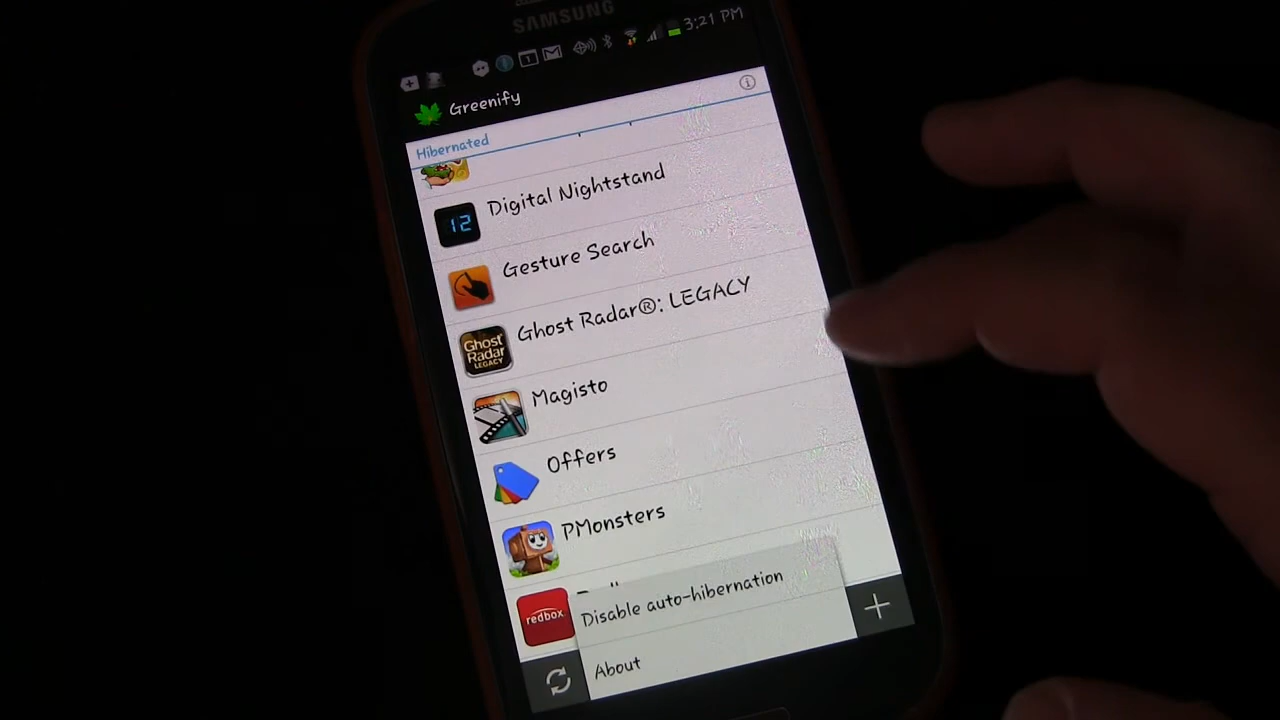 SAMSUNG
3:21 PM
Greenify
Hibernated
12
Digital Nightstand
Gesture Search
Ghost Radar LEGACY
Ghost Radar®: LEGACY
Magisto
Offers
PMonsters
redbox
Disable auto-hibernation
About